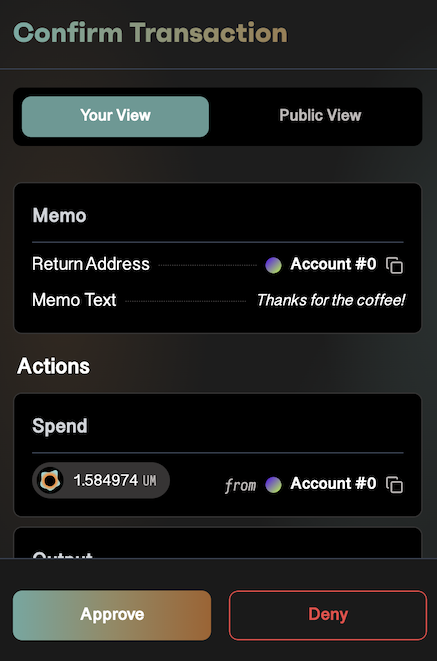 Confirm Transaction
Your View Public View
Memo
Return Address Account #0
Memo Text Thanks for the coffee!
Actions
Spend
1.584974 UM from Account #0
Output
Approve Deny